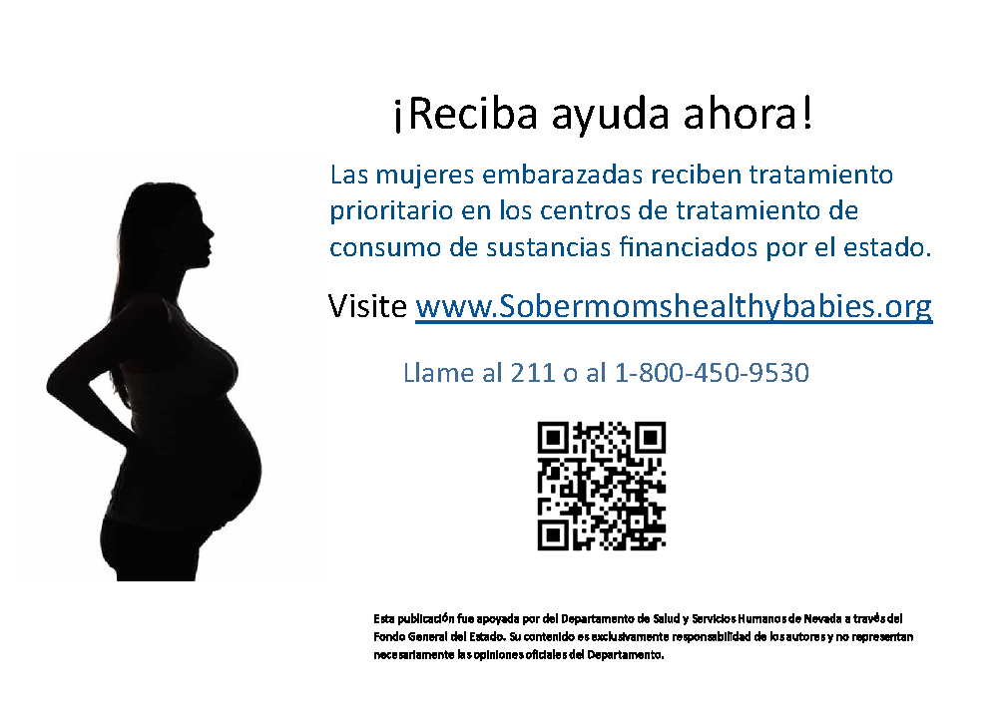 ¡Reciba ayuda ahora!
Las mujeres embarazadas reciben tratamiento
prioritario en los centros de tratamiento de
consumo de sustancias financiados por el estado.
Visite www.Sobermomshealthybabies.org
Llame al 211 o al 1-800-450-9530
Esta publicación fue apoyada por del Departamento de Salud y Servicios Humanos de Nevada a través del
Fondo General del Estado. Su contenido es exclusivamente responsabilidad de los autores y no representan
necesariamente las opiniones oficiales del Departamento.